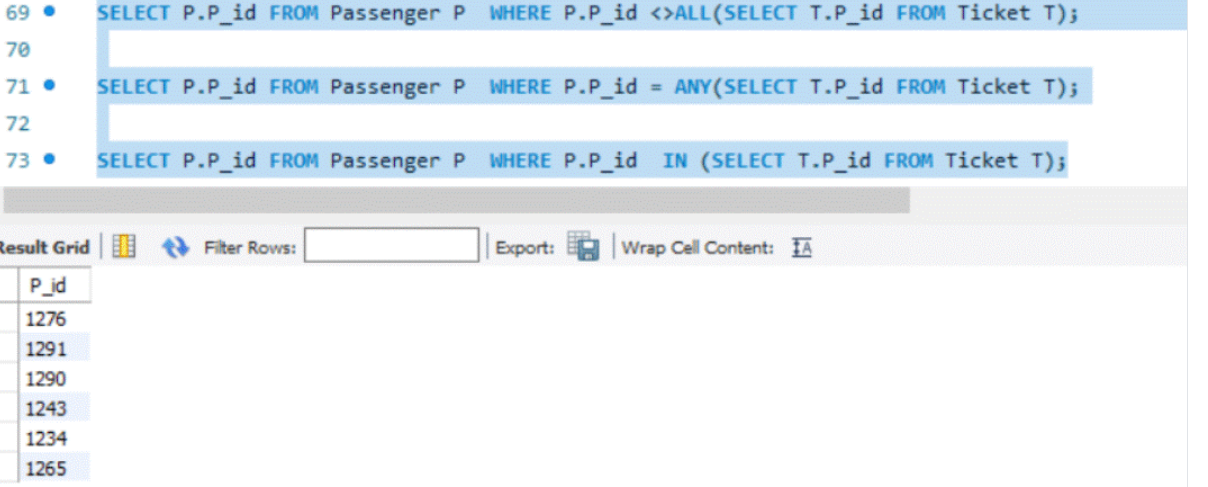 69 SELECT P.P_id FROM Passenger P WHERE P.P_id <>ALL(SELECT T.P_id FROM Ticket T);
70
71 SELECT P.P_id FROM Passenger P WHERE P.P_id = ANY(SELECT T.P_id FROM Ticket T);
72
73 SELECT P.P_id FROM Passenger P WHERE P.P_id IN (SELECT T.P_id FROM Ticket T);
Result Grid Filter Rows: Export: Wrap Cell Content: IA
P_id
1276
1291
1290
1243
1234
1265